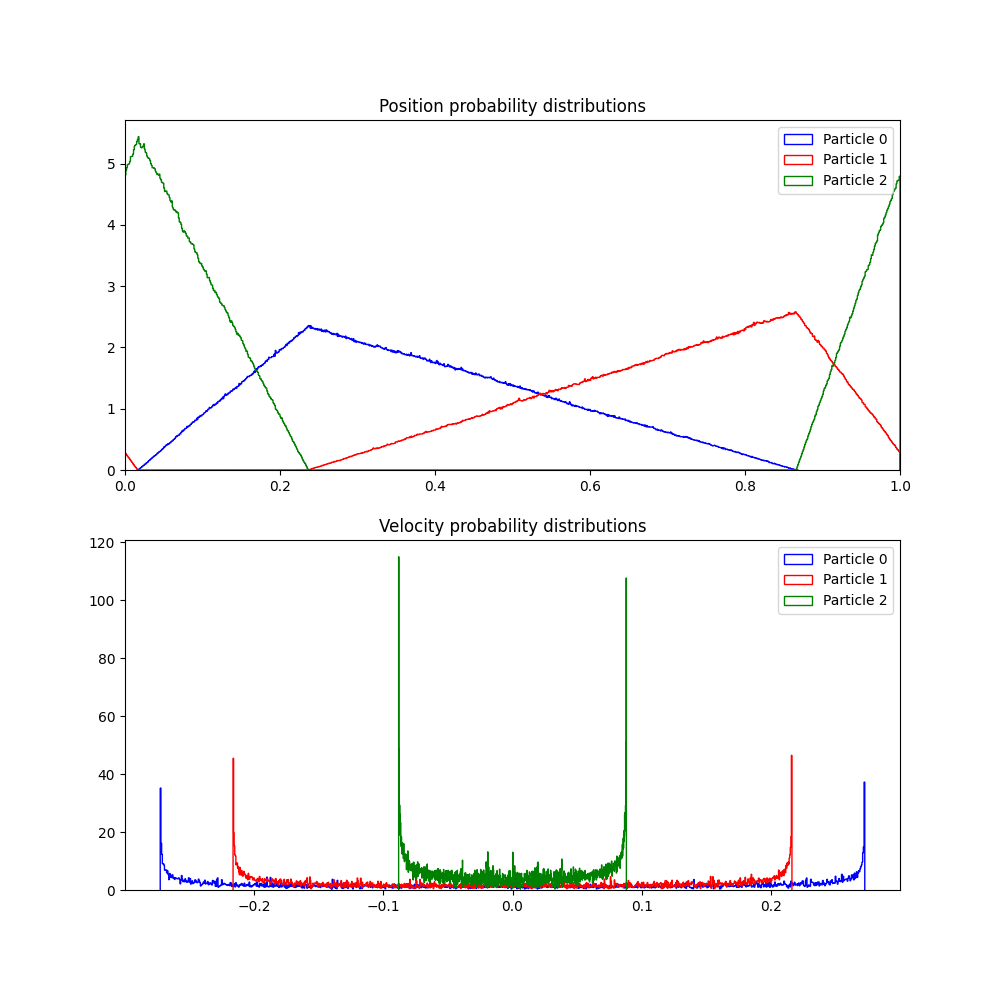 Position probability distributions
Particle 0
Particle 1
Particle 2
5
4
3
2
1
0
0.0 0.2 0.4 0.6 0.8 1.0
Velocity probability distributions
Particle 0
Particle 1
Particle 2
120
100
80
60
40
20
0
−0.2 −0.1 0.0 0.1 0.2